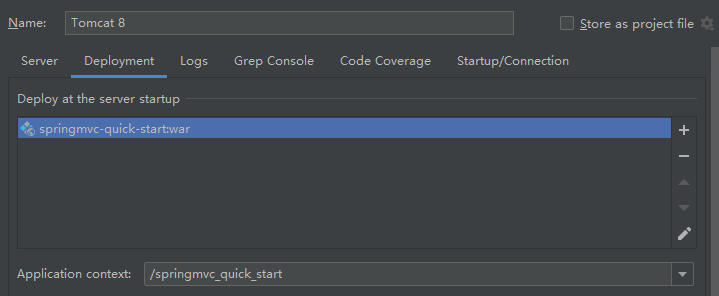 Name: Tomcat 8 Store as project file
Server Deployment Logs Grep Console Code Coverage Startup/Connection
Deploy at the server startup
springmvc-quick-start:war
Application context: /springmvc_quick_start